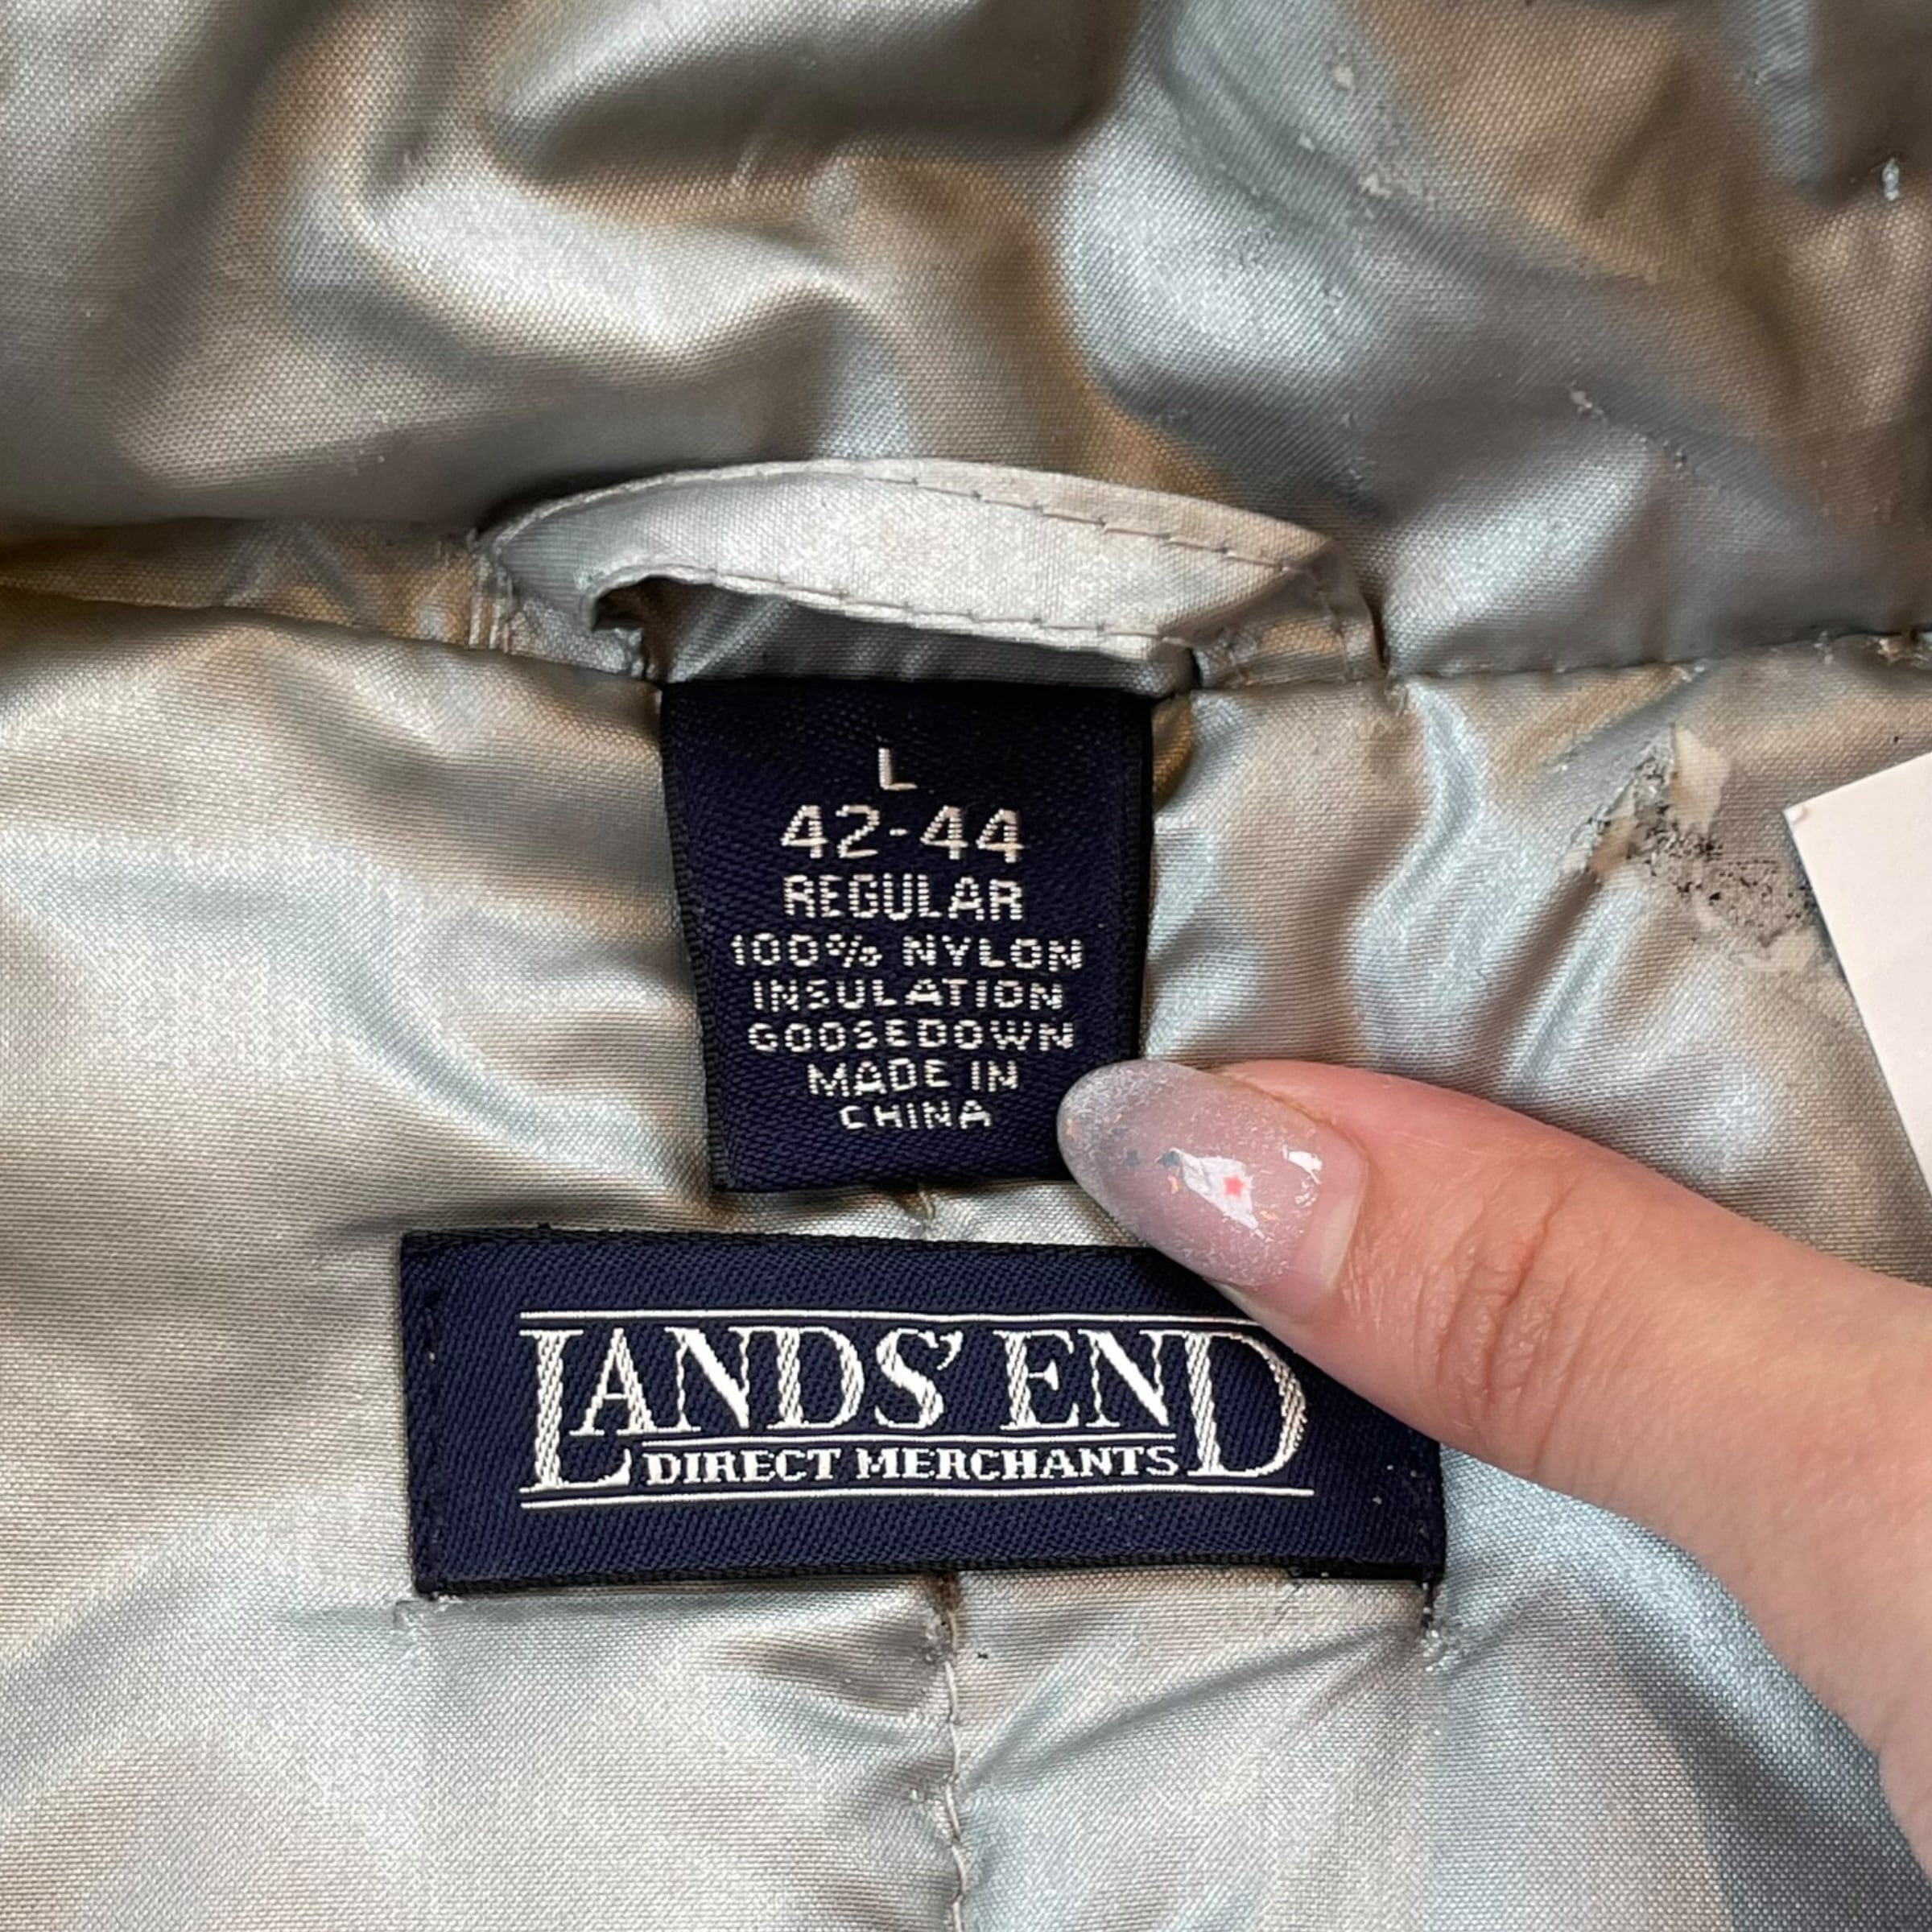 L
42-44
REGULAR
100% NYLON
INSULATION
GOOSEDOWN
MADE IN
CHINA
LANDS' END
DIRECT MERCHANTS